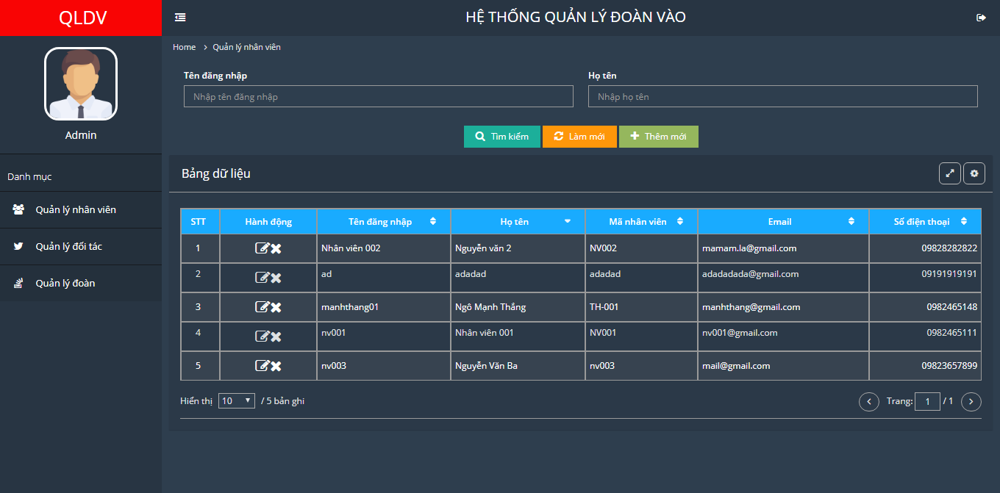 QLDV
HỆ THỐNG QUẢN LÝ ĐOÀN VÀO
Admin
Danh mục
Quản lý nhân viên
Quản lý đối tác
Quản lý đoàn
Home > Quản lý nhân viên
Tên đăng nhập Họ tên
Nhập tên đăng nhập Nhập họ tên
Tìm kiếm Làm mới Thêm mới
Bảng dữ liệu
STT Hành động Tên đăng nhập Họ tên Mã nhân viên Email Số điện thoại
1 Nhân viên 002 Nguyễn văn 2 NV002 mamam.la@gmail.com 09828282822
2 ad adadad adadad adadadada@gmail.com 09191919191
3 manhthang01 Ngô Mạnh Thắng TH-001 manhthang@gmail.com 0982465148
4 nv001 Nhân viên 001 NV001 nv001@gmail.com 0982465111
5 nv003 Nguyễn Văn Ba nv003 mail@gmail.com 09823657899
Hiển thị 10 / 5 bản ghi Trang: 1 / 1